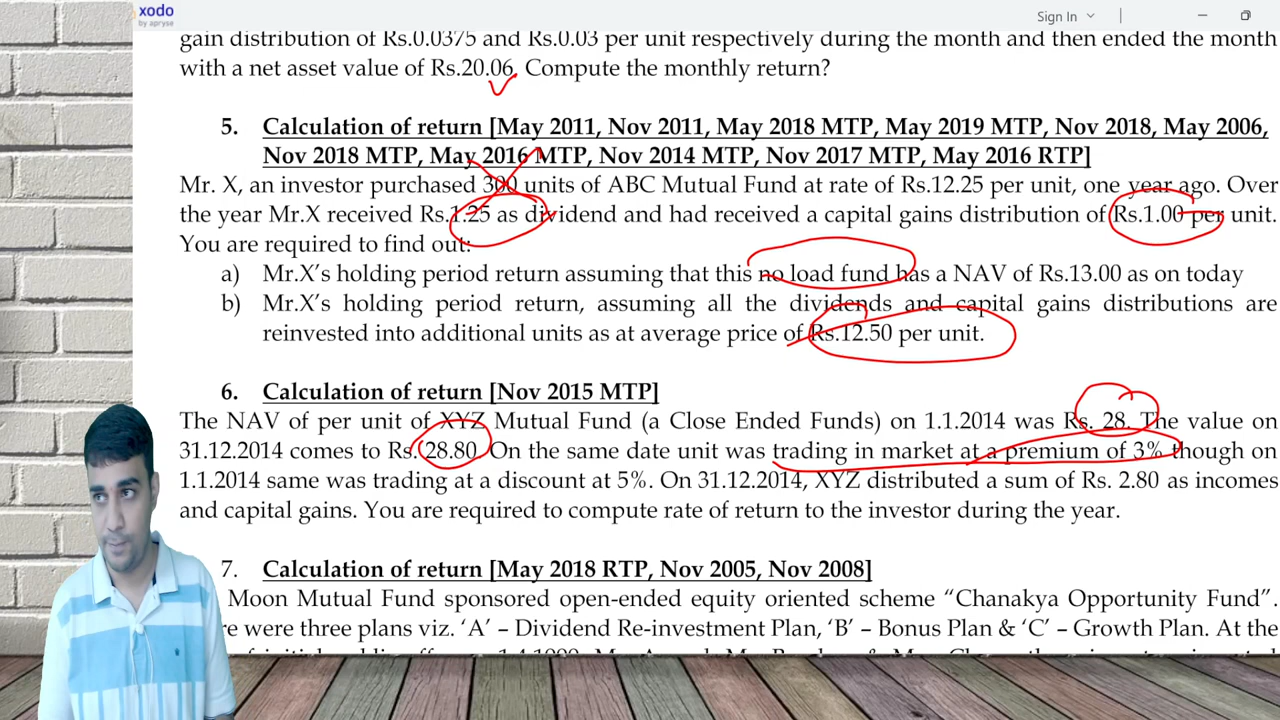 xodo
by apryse
Sign In
gain distribution of Rs.0.0375 and Rs.0.03 per unit respectively during the month and then ended the month
with a net asset value of Rs.20.06. Compute the monthly return?
5. Calculation of return [May 2011, Nov 2011, May 2018 MTP, May 2019 MTP, Nov 2018, May 2006,
Nov 2018 MTP, May 2016 MTP, Nov 2014 MTP, Nov 2017 MTP, May 2016 RTP]
Mr. X, an investor purchased 300 units of ABC Mutual Fund at rate of Rs.12.25 per unit, one year ago. Over
the year Mr.X received Rs.1.25 as dividend and had received a capital gains distribution of Rs.1.00 per unit.
You are required to find out:
a) Mr.X's holding period return assuming that this no load fund has a NAV of Rs.13.00 as on today
b) Mr.X's holding period return, assuming all the dividends and capital gains distributions are
reinvested into additional units as at average price of Rs.12.50 per unit.
6. Calculation of return [Nov 2015 MTP]
The NAV of per unit of XYZ Mutual Fund (a Close Ended Funds) on 1.1.2014 was Rs. 28. The value on
31.12.2014 comes to Rs. 28.80 On the same date unit was trading in market at a premium of 3% though on
1.1.2014 same was trading at a discount at 5%. On 31.12.2014, XYZ distributed a sum of Rs. 2.80 as incomes
and capital gains. You are required to compute rate of return to the investor during the year.
7. Calculation of return [May 2018 RTP, Nov 2005, Nov 2008]
Moon Mutual Fund sponsored open-ended equity oriented scheme "Chanakya Opportunity Fund".
re were three plans viz. 'A' – Dividend Re-investment Plan, 'B' – Bonus Plan & 'C' – Growth Plan. At the